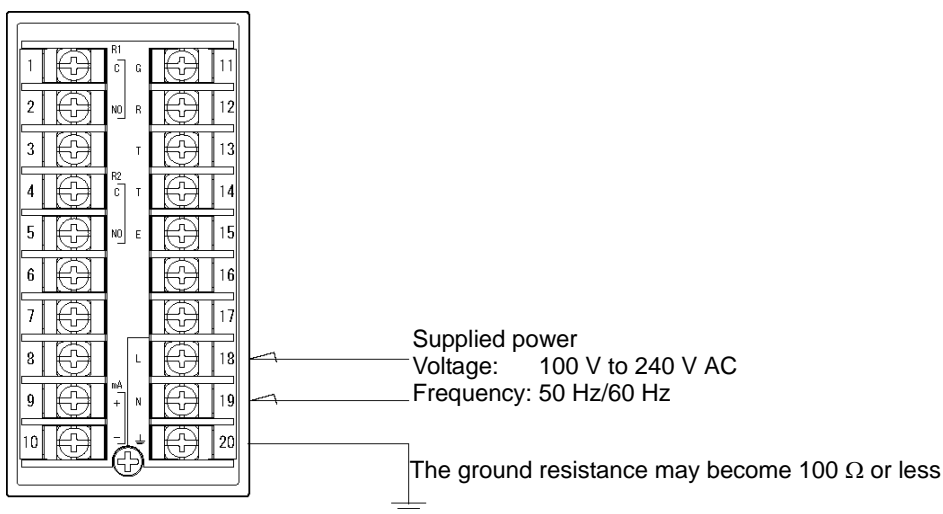 R1
1 C G 11
2 NO R 12
3 T 13
R2
4 C T 14
5 NO E 15
6 16
7 17
8 L 18
mA
9 + N 19
10 − 20
Supplied power
Voltage: 100 V to 240 V AC
Frequency: 50 Hz/60 Hz
The ground resistance may become 100 Ω or less